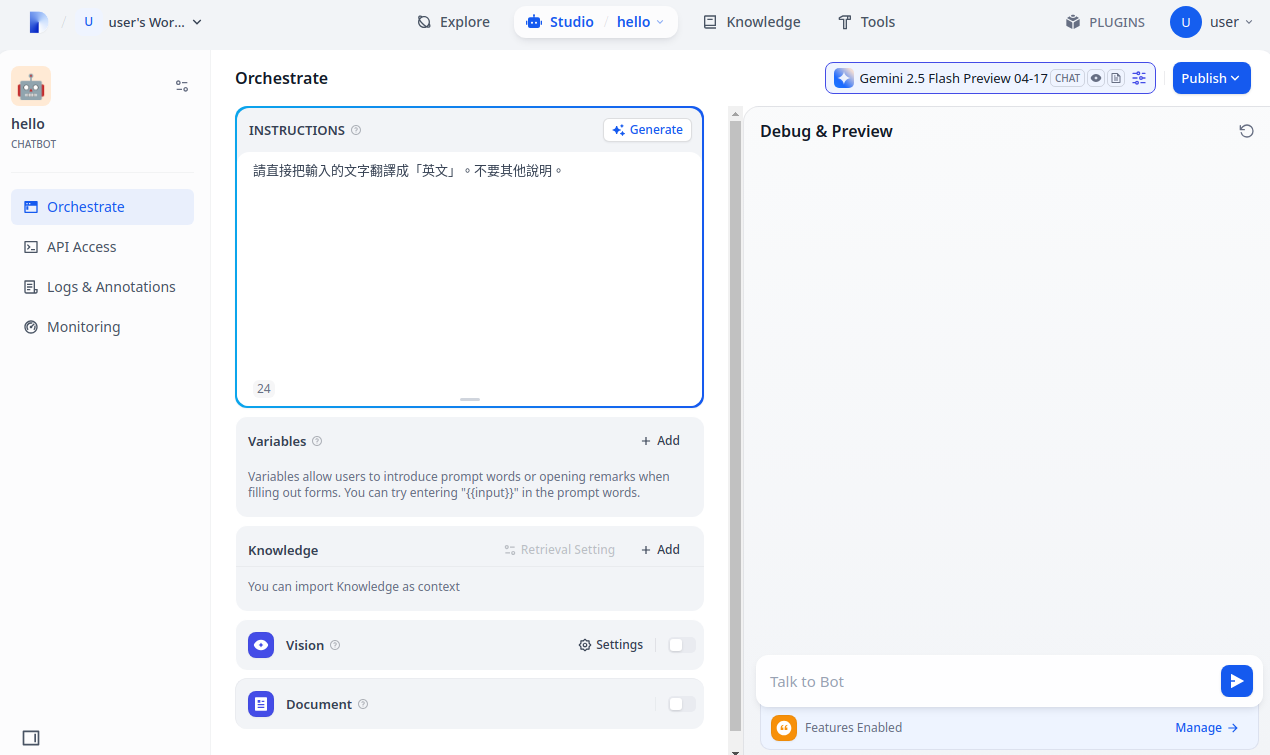 U user's Wor... Explore Studio / hello Knowledge Tools PLUGINS U user
hello
CHATBOT
Orchestrate
API Access
Logs & Annotations
Monitoring
Orchestrate
Gemini 2.5 Flash Preview 04-17 CHAT
Publish
INSTRUCTIONS
Generate
請直接把輸入的文字翻譯成「英文」。不要其他說明。
24
Variables
+ Add
Variables allow users to introduce prompt words or opening remarks when
filling out forms. You can try entering "{{input}}" in the prompt words.
Knowledge
Retrieval Setting
+ Add
You can import Knowledge as context
Vision
Settings
Document
Debug & Preview
Talk to Bot
Features Enabled
Manage →